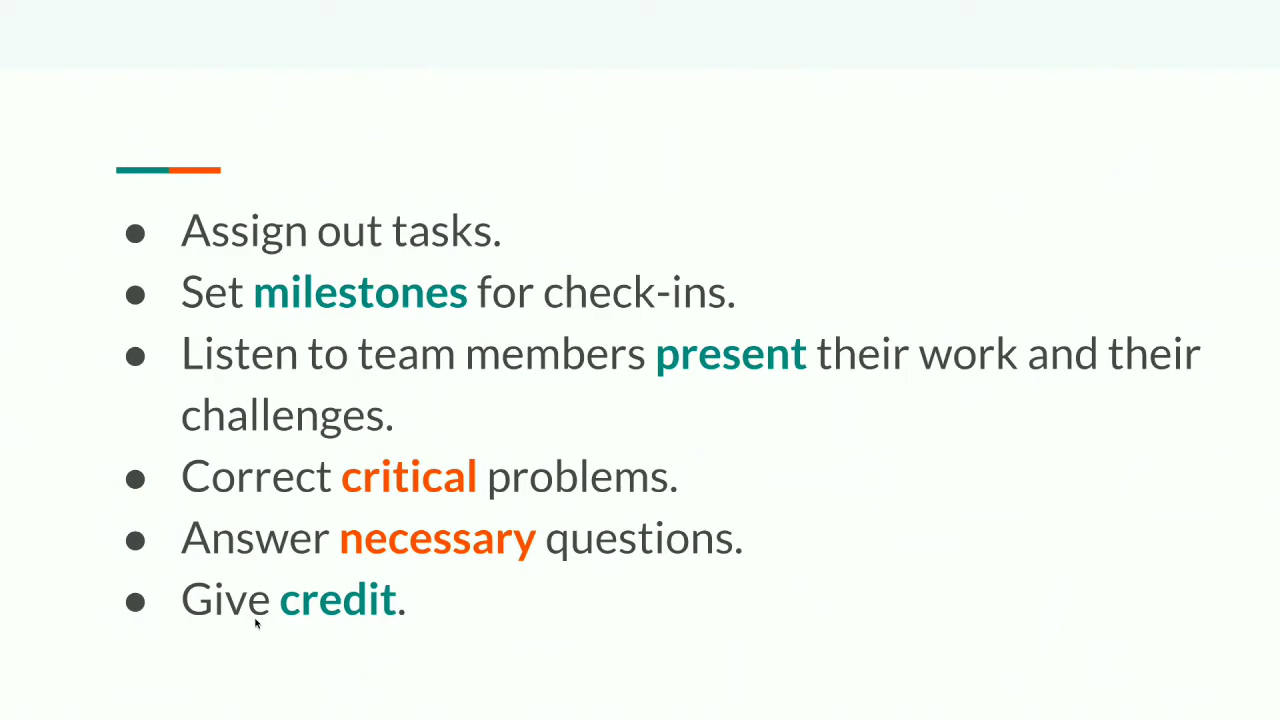 ● Assign out tasks.
● Set milestones for check-ins.
● Listen to team members present their work and their
challenges.
● Correct critical problems.
● Answer necessary questions.
● Give credit.